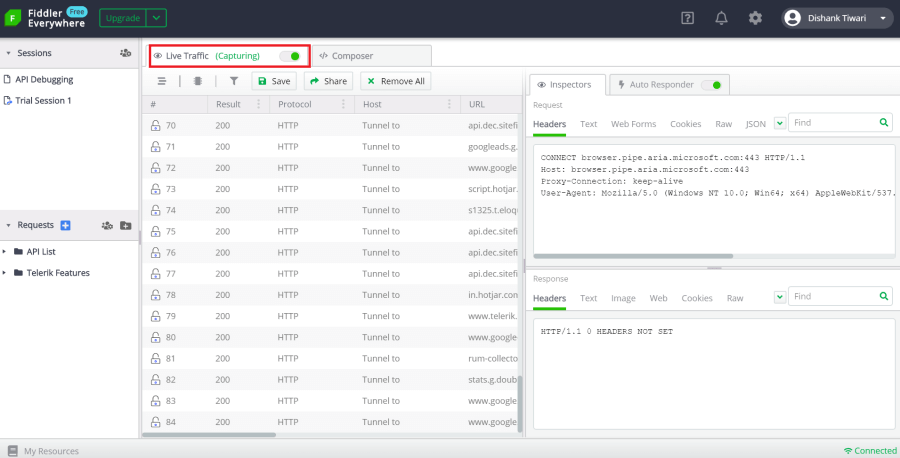 Fiddler Free
Everywhere
Upgrade
Dishank Tiwari
Sessions
API Debugging
Trial Session 1
Requests
API List
Telerik Features
Live Traffic (Capturing)
</> Composer
Save
Share
Remove All
# Result Protocol Host URL
70 200 HTTP Tunnel to api.dec.sitefi
71 200 HTTP Tunnel to googleads.g.
72 200 HTTP Tunnel to www.google
73 200 HTTP Tunnel to script.hotjar.
74 200 HTTP Tunnel to s1325.t.eloq
75 200 HTTP Tunnel to api.dec.sitefi
76 200 HTTP Tunnel to api.dec.sitefi
77 200 HTTP Tunnel to api.dec.sitefi
78 200 HTTP Tunnel to in.hotjar.con
79 200 HTTP Tunnel to www.telerik.
80 200 HTTP Tunnel to www.google
81 200 HTTP Tunnel to rum-collecto
82 200 HTTP Tunnel to stats.g.doub
83 200 HTTP Tunnel to www.google
84 200 HTTP Tunnel to www.google
Inspectors
Auto Responder
Request
Headers Text Web Forms Cookies Raw JSON Find
CONNECT browser.pipe.aria.microsoft.com:443 HTTP/1.1
Host: browser.pipe.aria.microsoft.com:443
Proxy-Connection: keep-alive
User-Agent: Mozilla/5.0 (Windows NT 10.0; Win64; x64) AppleWebKit/537.
Response
Headers Text Image Web Cookies Raw Find
HTTP/1.1 0 HEADERS NOT SET
My Resources
Connected